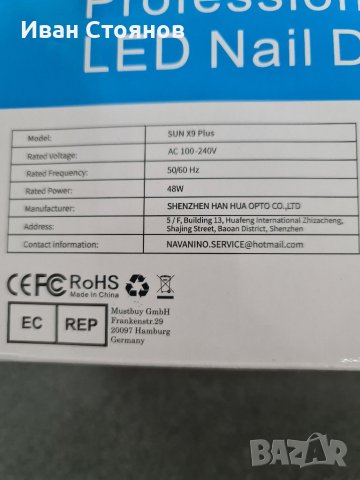 Иван Стоянов
Professional
LED Nail D
Model: SUN X9 Plus
Rated Voltage: AC 100-240V
Rated Frequency: 50/60 Hz
Rated Power: 48W
Manufacturer: SHENZHEN HAN HUA OPTO CO.,LTD
Address: 5 / F, Building 13, Huafeng International Zhizacheng,
Shajing Street, Baoan District, Shenzhen
Contact information: NAVANINO.SERVICE@hotmail.com
CE FC RoHS
Made in China
EC REP
Mustbuy GmbH
Frankenstr.29
20097 Hamburg
Germany
BAZAR